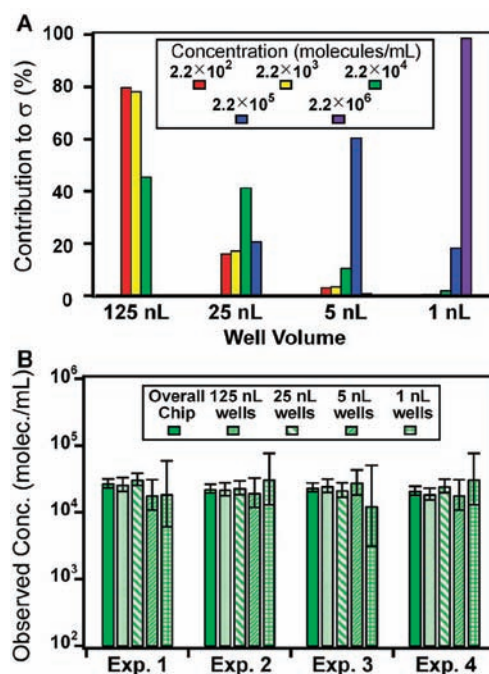 A
Contribution to σ (%)
100
80
60
40
20
0
Concentration (molecules/mL)
2.2×10² 2.2×10³ 2.2×10⁴
2.2×10⁵ 2.2×10⁶
125 nL 25 nL 5 nL 1 nL
Well Volume
B
Observed Conc. (molec./mL)
10⁶
10⁵
10⁴
10³
10²
Overall 125 nL 25 nL 5 nL 1 nL
Chip wells wells wells wells
Exp. 1 Exp. 2 Exp. 3 Exp. 4